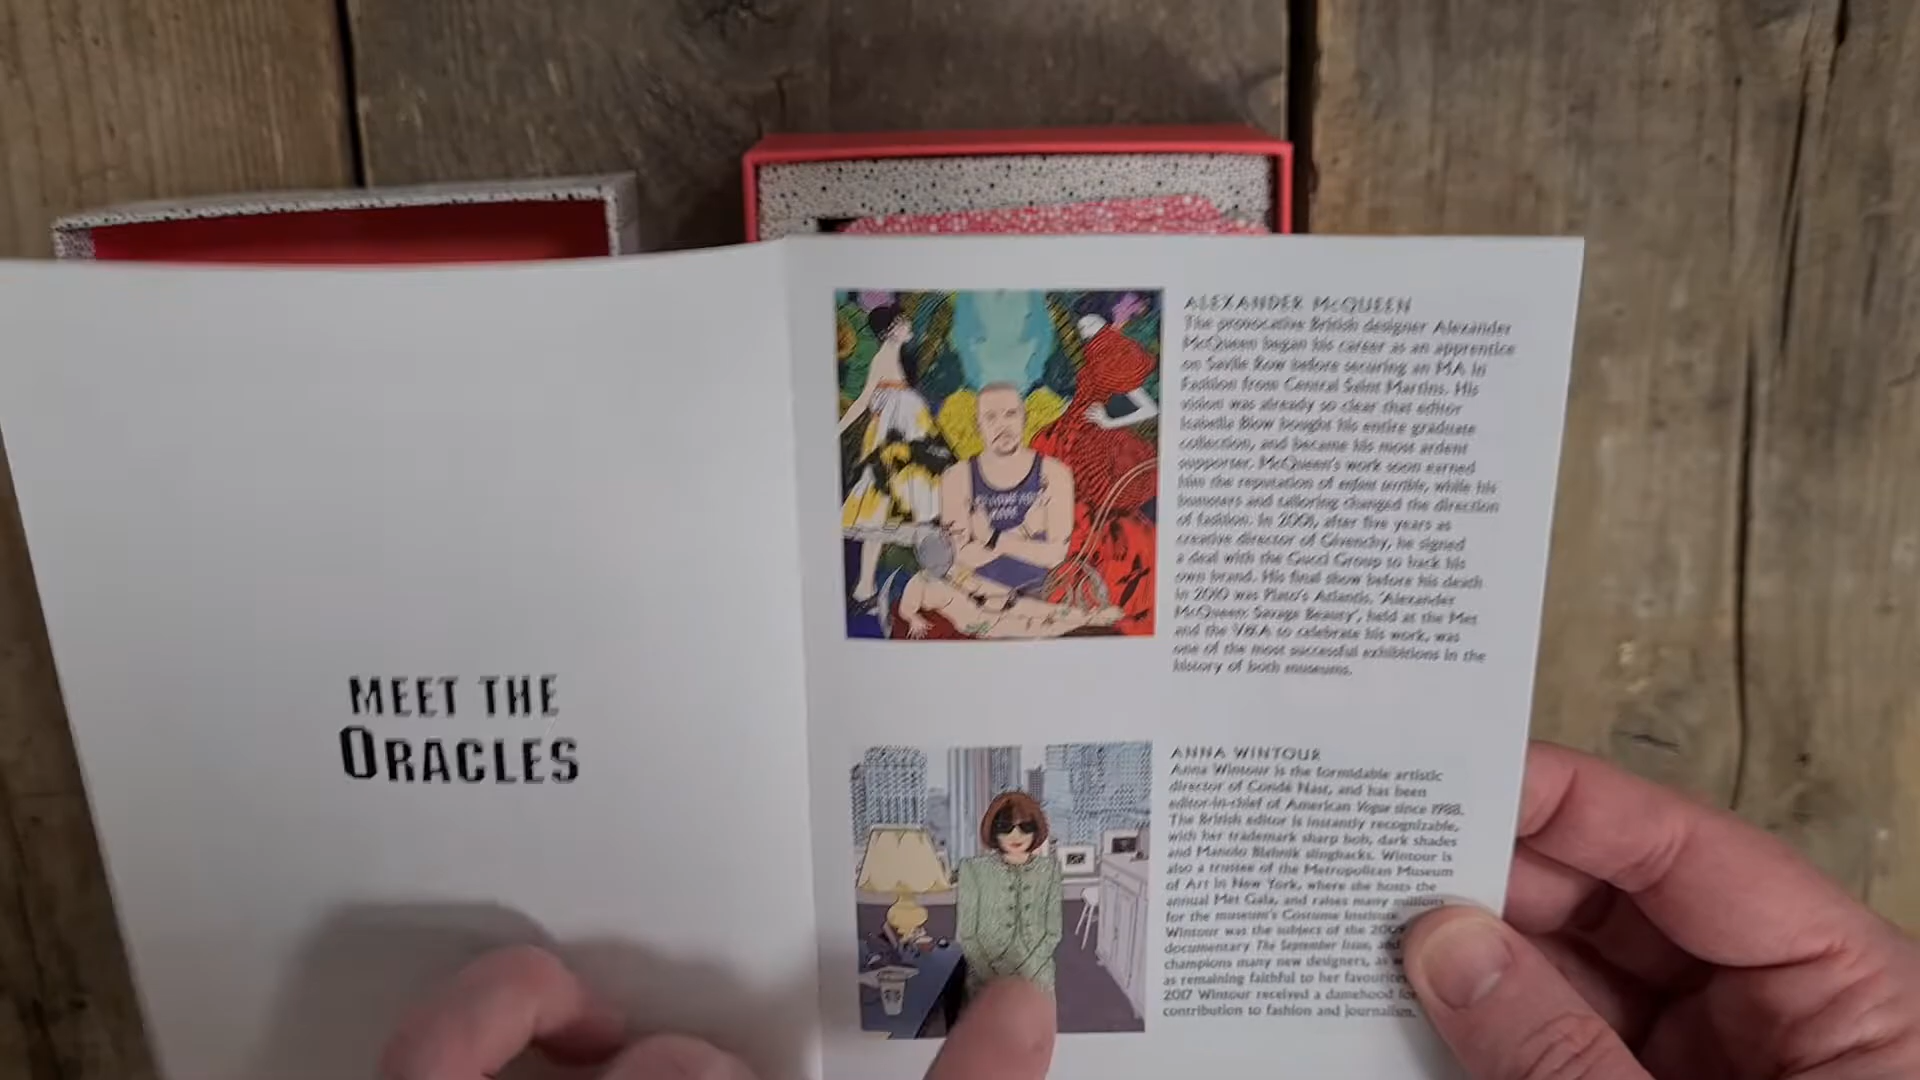 MEET THE
ORACLES
ALEXANDER McQUEEN
The provocative British designer Alexander
McQueen began his career as an apprentice
on Savile Row before securing an MA in
Fashion from Central Saint Martins. His
vision was already so clear that editor
Isabella Blow bought his entire graduate
collection, and became his most ardent
supporter. McQueen's work soon earned
him the reputation of enfant terrible, while his
bumsters and tailoring changed the direction
of fashion. In 2001, after five years as
creative director of Givenchy, he signed
a deal with the Gucci Group to back his
own brand. His final show before his death
in 2010 was Plato's Atlantis. 'Alexander
McQueen: Savage Beauty', held at the Met
and the V&A to celebrate his work, was
one of the most successful exhibitions in the
history of both museums.
ANNA WINTOUR
Anna Wintour is the formidable artistic
director of Condé Nast, and has been
editor-in-chief of American Vogue since 1988.
The British editor is instantly recognizable,
with her trademark sharp bob, dark shades
and Manolo Blahnik slingbacks. Wintour is
also a trustee of the Metropolitan Museum
of Art in New York, where she hosts the
annual Met Gala, and raises many millions
for the museum's Costume Institute.
Wintour was the subject of the 2009
documentary The September Issue, and
champions many new designers, as
as remaining faithful to her favourites
2017 Wintour received a damehood for
contribution to fashion and journalism.